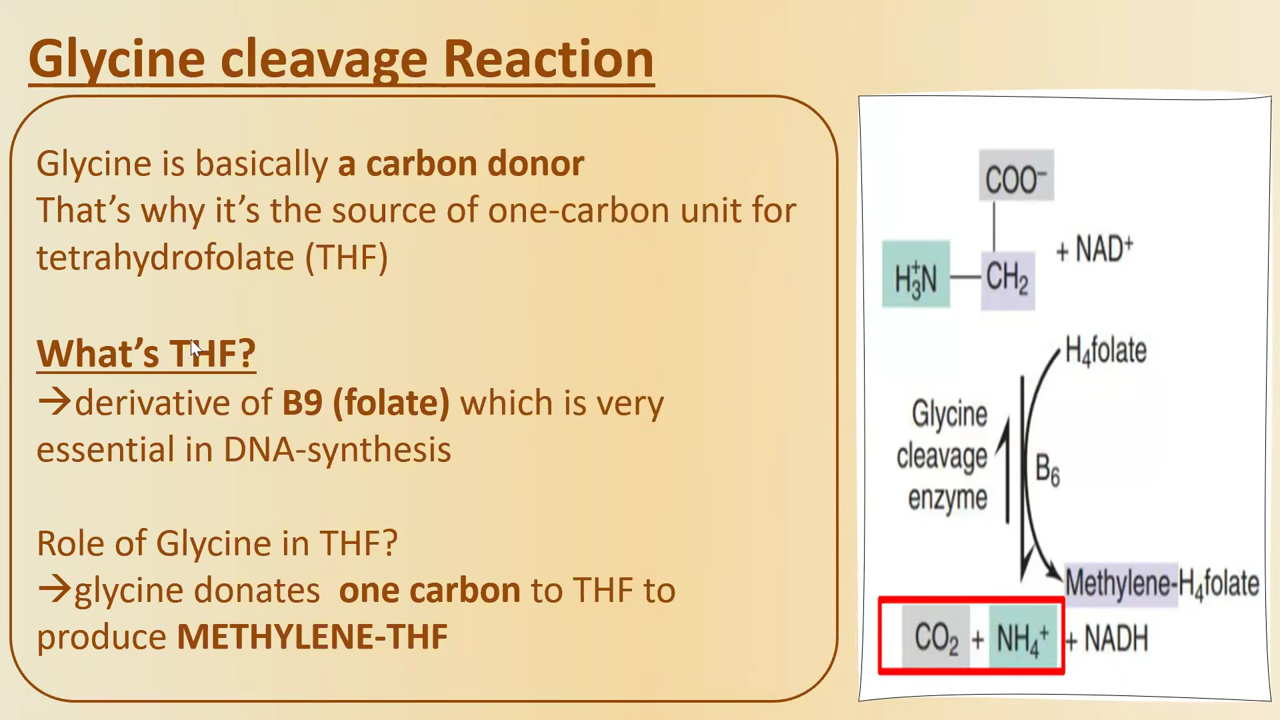 Glycine cleavage Reaction
Glycine is basically a carbon donor
That's why it's the source of one-carbon unit for
tetrahydrofolate (THF)
What's THF?
→derivative of B9 (folate) which is very
essential in DNA-synthesis
Role of Glycine in THF?
→glycine donates one carbon to THF to
produce METHYLENE-THF
COO⁻
H₃⁺N — CH₂ + NAD⁺
H₄folate
Glycine
cleavage
enzyme
B₆
Methylene-H₄folate
CO₂ + NH₄⁺ + NADH